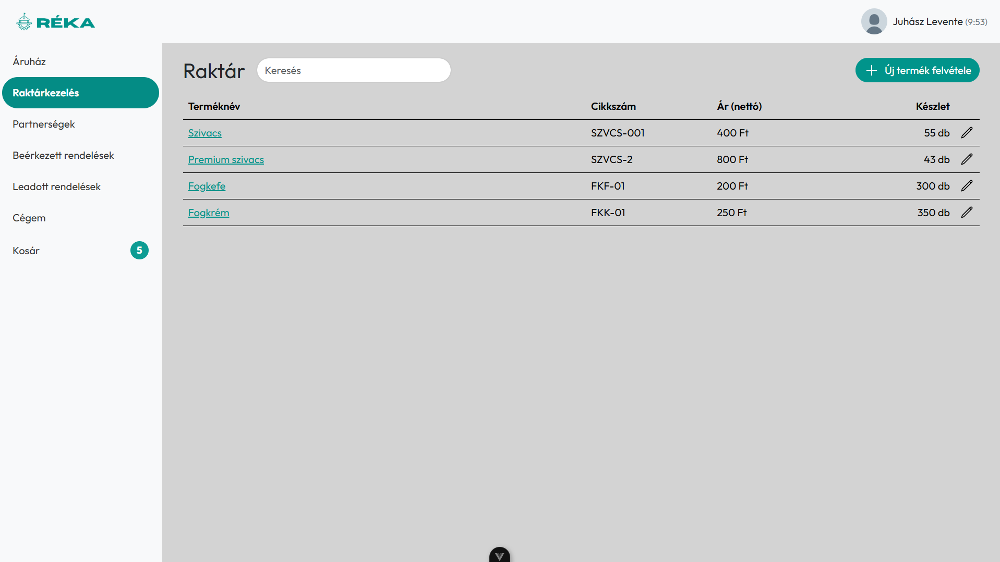 RÉKA
Juhász Levente (9:53)
Áruház
Raktárkezelés
Partnerségek
Beérkezett rendelések
Leadott rendelések
Cégem
Kosár 5
Raktár Keresés Új termék felvétele
Terméknév Cikkszám Ár (nettó) Készlet
Szivacs SZVCS-001 400 Ft 55 db
Premium szivacs SZVCS-2 800 Ft 43 db
Fogkefe FKF-01 200 Ft 300 db
Fogkrém FKK-01 250 Ft 350 db